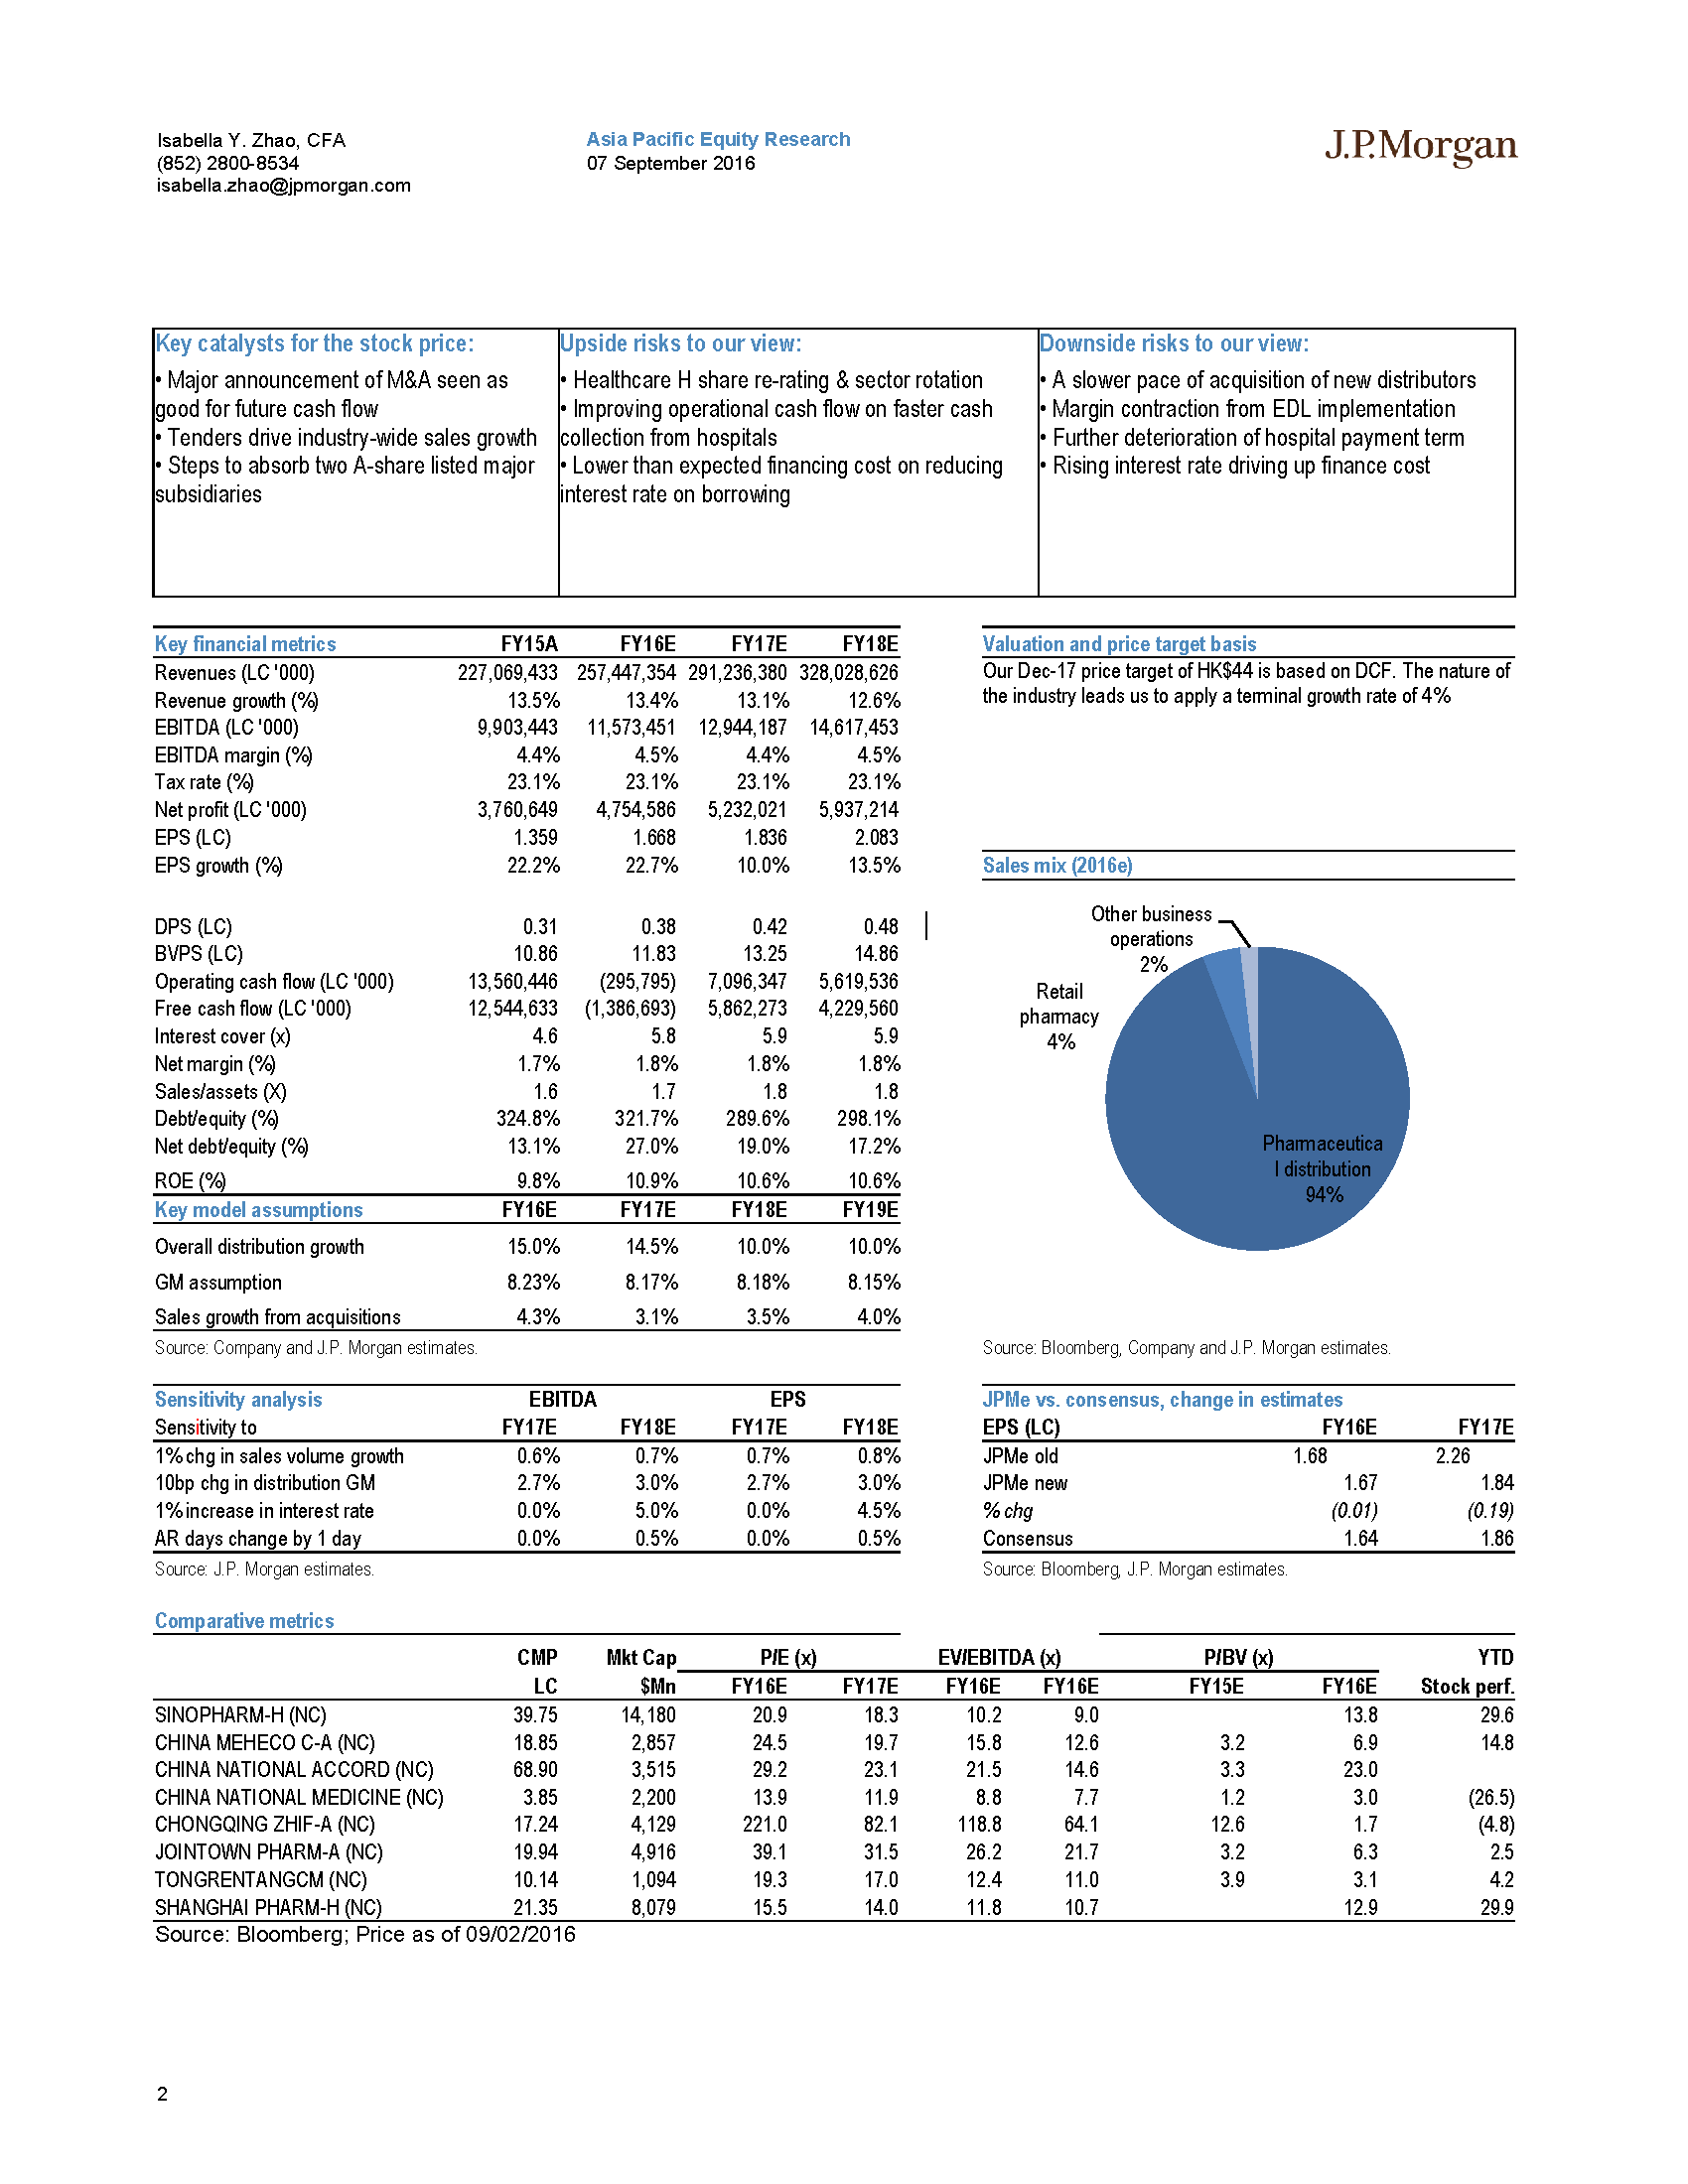 Isabella Y. Zhao, CFA
(852) 2800-8534
isabella.zhao@jpmorgan.com
Asia Pacific Equity Research
07 September 2016
J.P.Morgan
Key catalysts for the stock price:
• Major announcement of M&A seen as
good for future cash flow
• Tenders drive industry-wide sales growth
• Steps to absorb two A-share listed major
subsidiaries
Upside risks to our view:
• Healthcare H share re-rating & sector rotation
• Improving operational cash flow on faster cash
collection from hospitals
• Lower than expected financing cost on reducing
interest rate on borrowing
Downside risks to our view:
• A slower pace of acquisition of new distributors
• Margin contraction from EDL implementation
• Further deterioration of hospital payment term
• Rising interest rate driving up finance cost
Key financial metrics FY15A FY16E FY17E FY18E
Revenues (LC '000) 227,069,433 257,447,354 291,236,380 328,028,626
Revenue growth (%) 13.5% 13.4% 13.1% 12.6%
EBITDA (LC '000) 9,903,443 11,573,451 12,944,187 14,617,453
EBITDA margin (%) 4.4% 4.5% 4.4% 4.5%
Tax rate (%) 23.1% 23.1% 23.1% 23.1%
Net profit (LC '000) 3,760,649 4,754,586 5,232,021 5,937,214
EPS (LC) 1.359 1.668 1.836 2.083
EPS growth (%) 22.2% 22.7% 10.0% 13.5%
DPS (LC) 0.31 0.38 0.42 0.48
BVPS (LC) 10.86 11.83 13.25 14.86
Operating cash flow (LC '000) 13,560,446 (295,795) 7,096,347 5,619,536
Free cash flow (LC '000) 12,544,633 (1,386,693) 5,862,273 4,229,560
Interest cover (x) 4.6 5.8 5.9 5.9
Net margin (%) 1.7% 1.8% 1.8% 1.8%
Sales/assets (X) 1.6 1.7 1.8 1.8
Debt/equity (%) 324.8% 321.7% 289.6% 298.1%
Net debt/equity (%) 13.1% 27.0% 19.0% 17.2%
ROE (%) 9.8% 10.9% 10.6% 10.6%
Key model assumptions FY16E FY17E FY18E FY19E
Overall distribution growth 15.0% 14.5% 10.0% 10.0%
GM assumption 8.23% 8.17% 8.18% 8.15%
Sales growth from acquisitions 4.3% 3.1% 3.5% 4.0%
Source: Company and J.P. Morgan estimates.
Valuation and price target basis
Our Dec-17 price target of HK$44 is based on DCF. The nature of
the industry leads us to apply a terminal growth rate of 4%
Sales mix (2016e)
Other business
operations
2%
Retail
pharmacy
4%
Pharmaceutica
l distribution
94%
Source: Bloomberg, Company and J.P. Morgan estimates.
Sensitivity analysis EBITDA EPS
Sensitivity to FY17E FY18E FY17E FY18E
1% chg in sales volume growth 0.6% 0.7% 0.7% 0.8%
10bp chg in distribution GM 2.7% 3.0% 2.7% 3.0%
1% increase in interest rate 0.0% 5.0% 0.0% 4.5%
AR days change by 1 day 0.0% 0.5% 0.0% 0.5%
Source: J.P. Morgan estimates.
JPMe vs. consensus, change in estimates
EPS (LC) FY16E FY17E
JPMe old 1.68 2.26
JPMe new 1.67 1.84
% chg (0.01) (0.19)
Consensus 1.64 1.86
Source: Bloomberg, J.P. Morgan estimates.
Comparative metrics
CMP Mkt Cap P/E (x) EV/EBITDA (x) P/BV (x) YTD
LC $Mn FY16E FY17E FY16E FY16E FY15E FY16E Stock perf.
SINOPHARM-H (NC) 39.75 14,180 20.9 18.3 10.2 9.0 13.8 29.6
CHINA MEHECO C-A (NC) 18.85 2,857 24.5 19.7 15.8 12.6 3.2 6.9 14.8
CHINA NATIONAL ACCORD (NC) 68.90 3,515 29.2 23.1 21.5 14.6 3.3 23.0
CHINA NATIONAL MEDICINE (NC) 3.85 2,200 13.9 11.9 8.8 7.7 1.2 3.0 (26.5)
CHONGQING ZHIF-A (NC) 17.24 4,129 221.0 82.1 118.8 64.1 12.6 1.7 (4.8)
JOINTOWN PHARM-A (NC) 19.94 4,916 39.1 31.5 26.2 21.7 3.2 6.3 2.5
TONGRENTANGCM (NC) 10.14 1,094 19.3 17.0 12.4 11.0 3.9 3.1 4.2
SHANGHAI PHARM-H (NC) 21.35 8,079 15.5 14.0 11.8 10.7 12.9 29.9
Source: Bloomberg; Price as of 09/02/2016
2